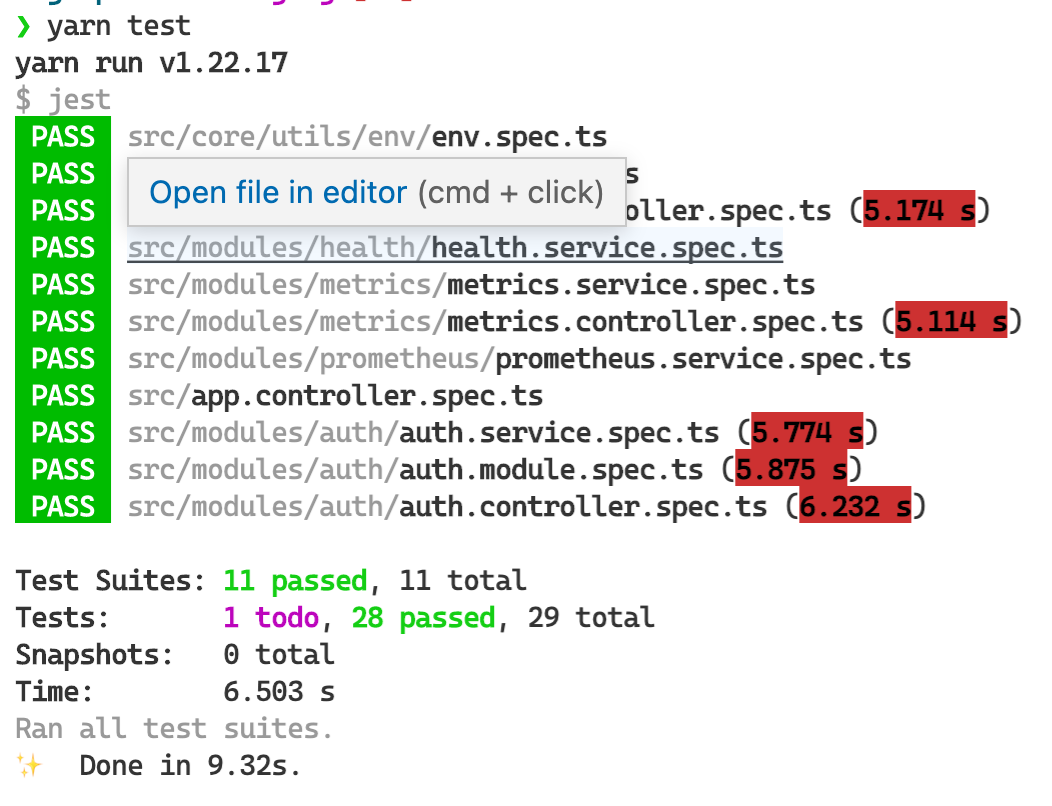 ❯ yarn test
yarn run v1.22.17
$ jest
PASS src/core/utils/env/env.spec.ts
PASS
Open file in editor (cmd + click)
PASS oller.spec.ts (5.174 s)
PASS src/modules/health/health.service.spec.ts
PASS src/modules/metrics/metrics.service.spec.ts
PASS src/modules/metrics/metrics.controller.spec.ts (5.114 s)
PASS src/modules/prometheus/prometheus.service.spec.ts
PASS src/app.controller.spec.ts
PASS src/modules/auth/auth.service.spec.ts (5.774 s)
PASS src/modules/auth/auth.module.spec.ts (5.875 s)
PASS src/modules/auth/auth.controller.spec.ts (6.232 s)
Test Suites: 11 passed, 11 total
Tests: 1 todo, 28 passed, 29 total
Snapshots: 0 total
Time: 6.503 s
Ran all test suites.
✨ Done in 9.32s.